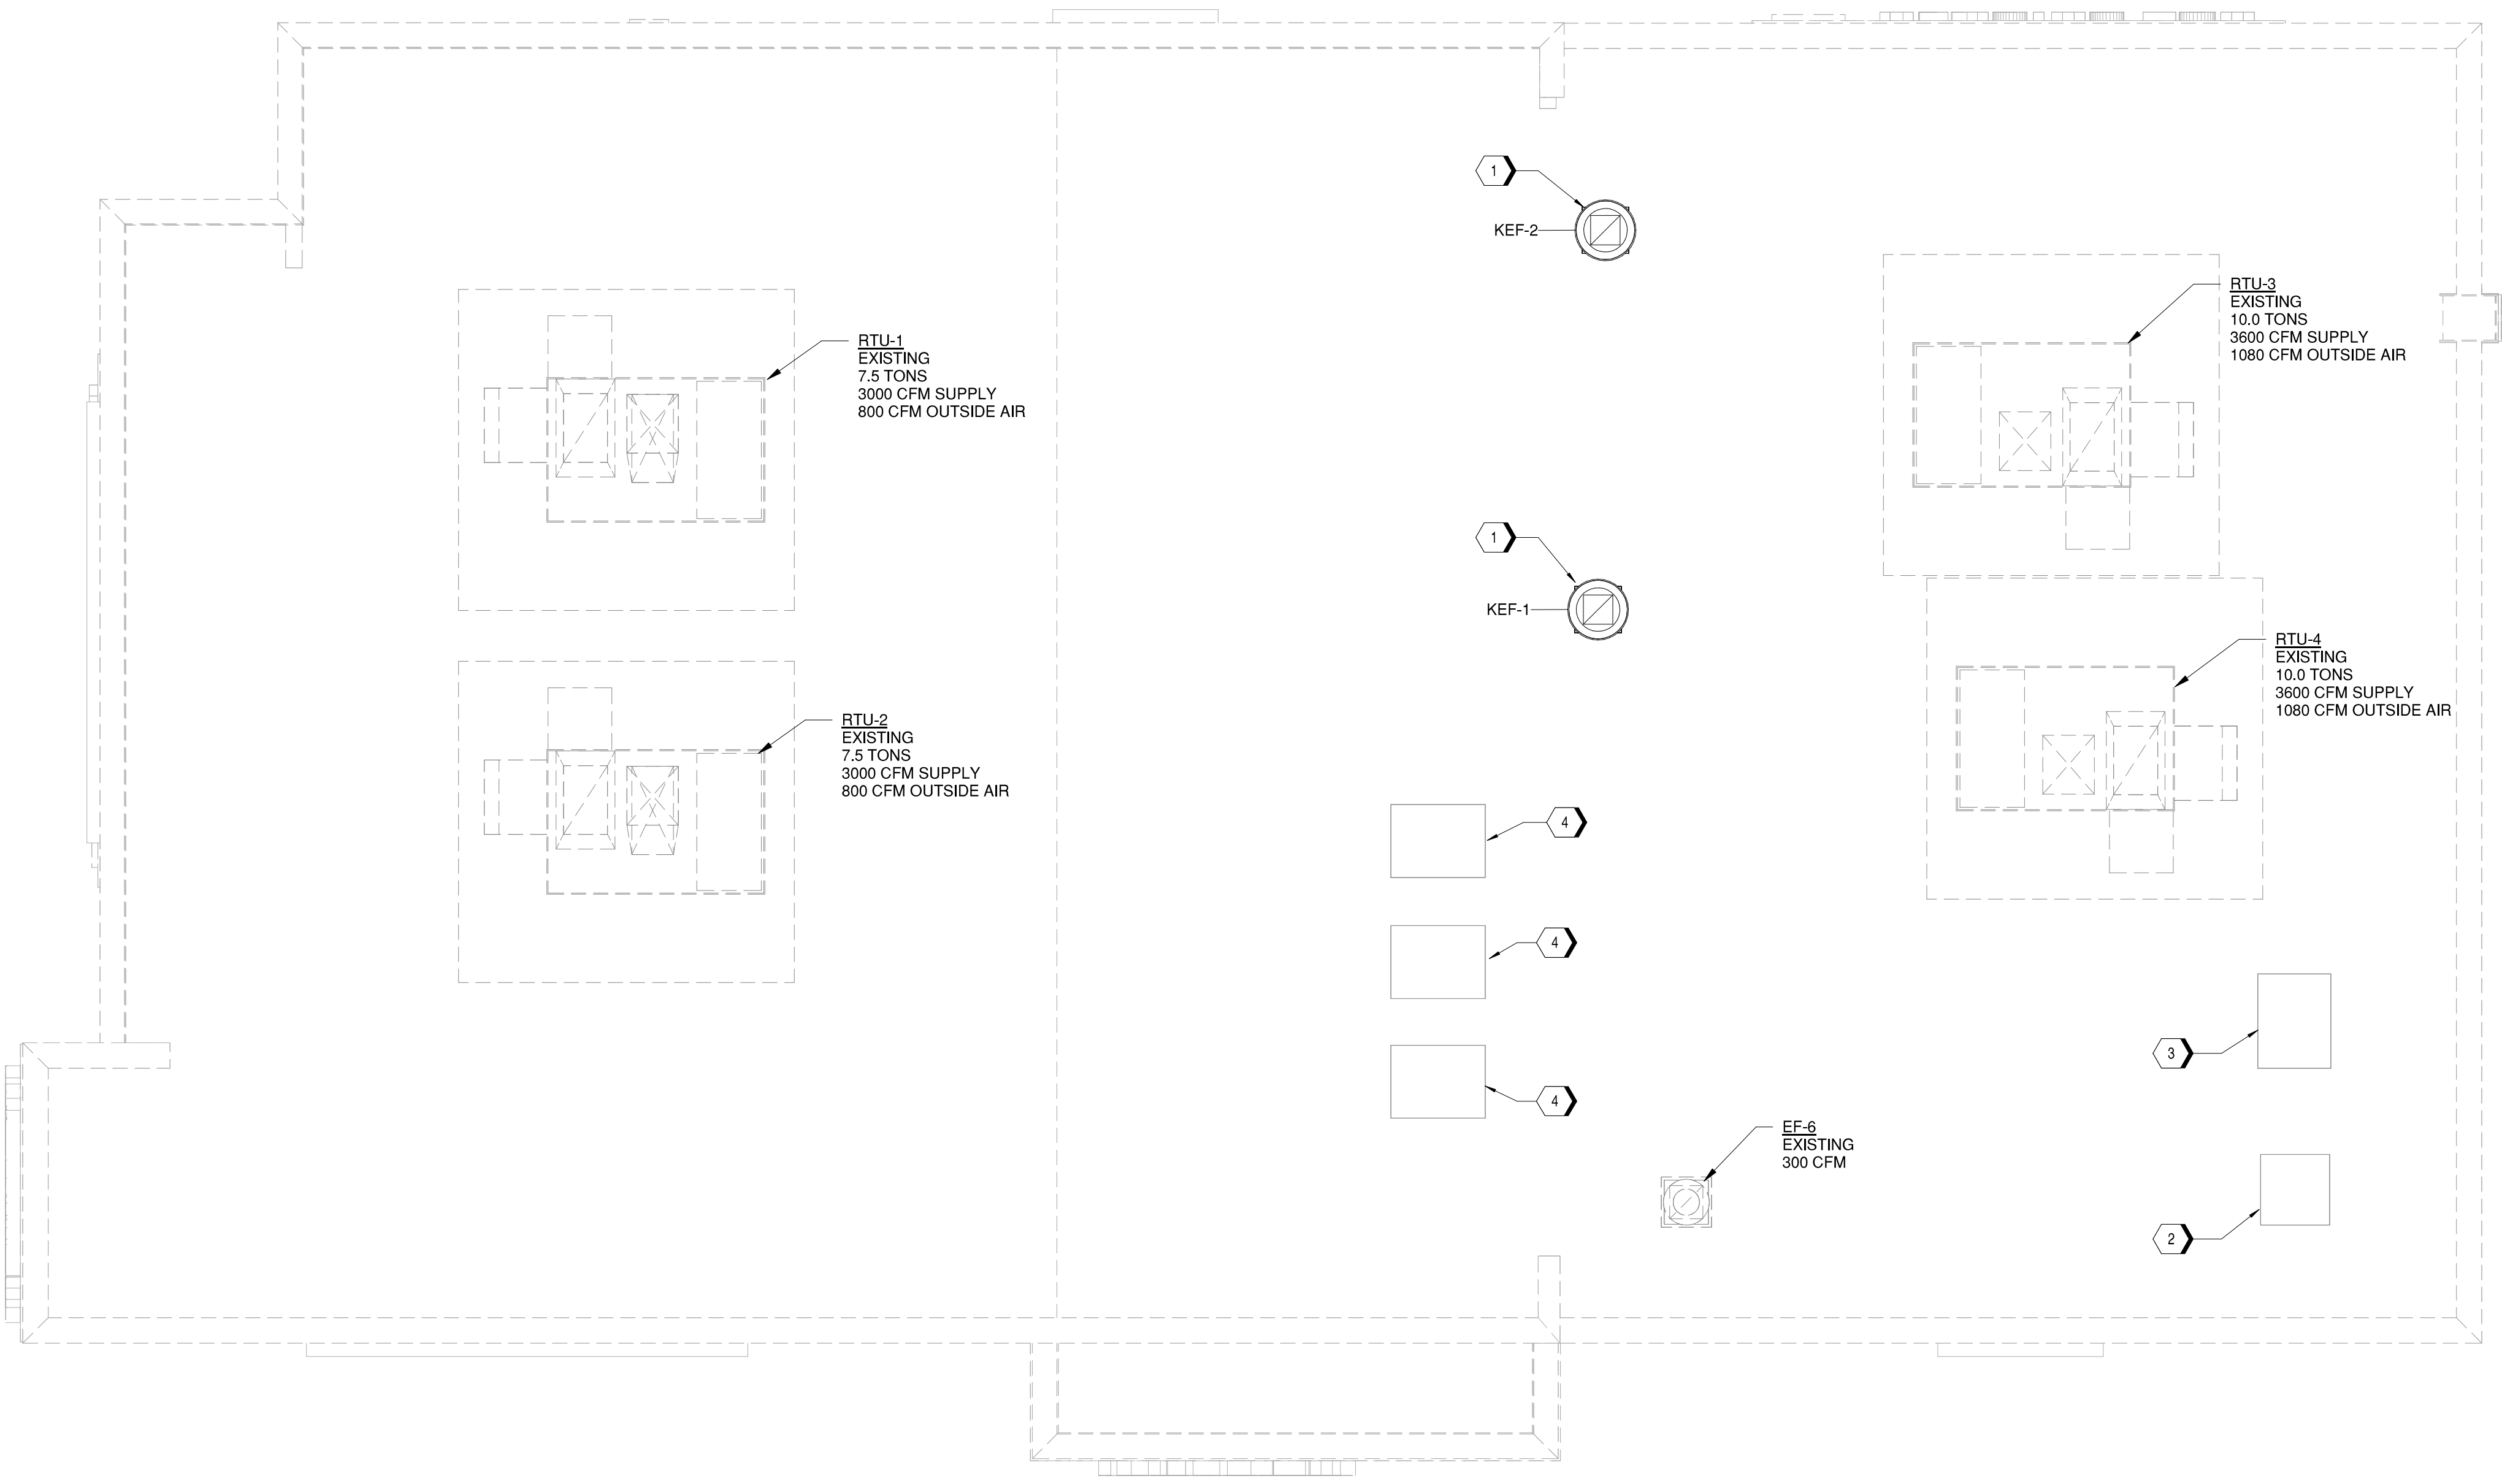 1
KEF-2
RTU-3
EXISTING
10.0 TONS
3600 CFM SUPPLY
1080 CFM OUTSIDE AIR
RTU-1
EXISTING
7.5 TONS
3000 CFM SUPPLY
800 CFM OUTSIDE AIR
1
KEF-1
RTU-4
EXISTING
10.0 TONS
3600 CFM SUPPLY
1080 CFM OUTSIDE AIR
RTU-2
EXISTING
7.5 TONS
3000 CFM SUPPLY
800 CFM OUTSIDE AIR
4
4
3
4
EF-6
EXISTING
300 CFM
2